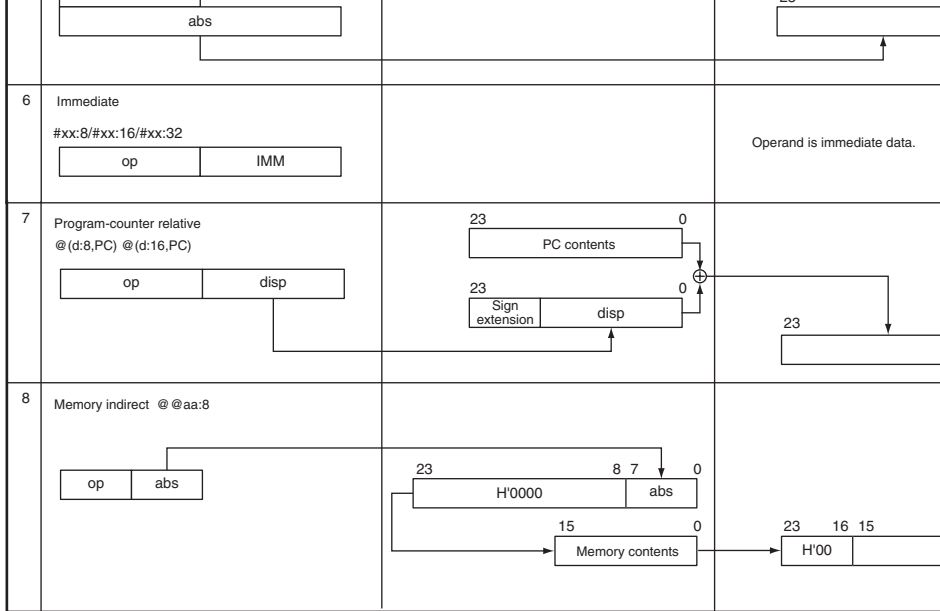 23
abs
6
Immediate
#xx:8/#xx:16/#xx:32
op IMM
Operand is immediate data.
7
Program-counter relative
@(d:8,PC) @(d:16,PC)
op disp
23 0
PC contents
23 0
Sign
extension
disp
23
8
Memory indirect @@aa:8
op abs
23 8 7 0
H'0000 abs
15 0
Memory contents
23 16 15
H'00